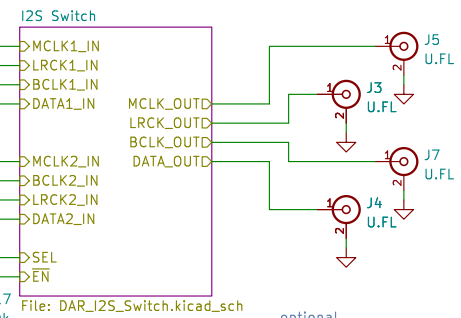 I2S Switch
MCLK1_IN
LRCK1_IN
BCLK1_IN
DATA1_IN
MCLK2_IN
BCLK2_IN
LRCK2_IN
DATA2_IN
SEL
EN
MCLK_OUT
LRCK_OUT
BCLK_OUT
DATA_OUT
1
2
J5
U.FL
1
2
J3
U.FL
1
2
J7
U.FL
1
2
J4
U.FL
17
File: DAR_I2S_Switch.kicad_sch
optional